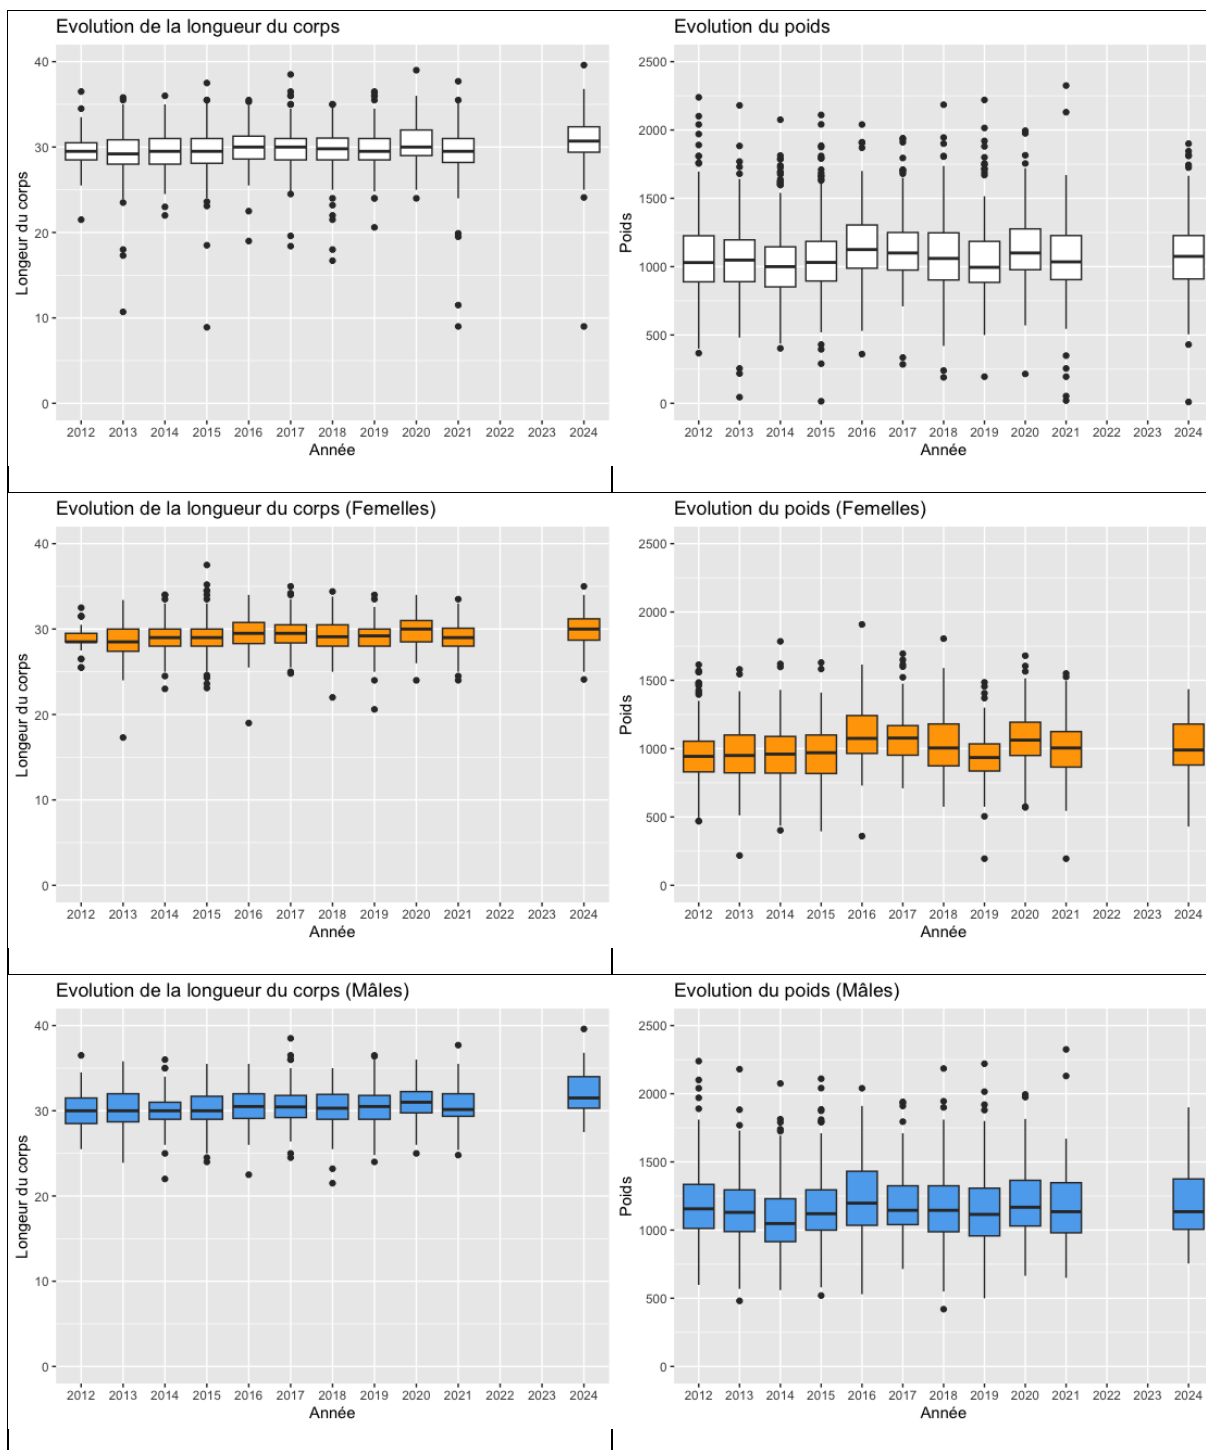 Evolution de la longueur du corps
Longeur du corps
40
30
20
10
0
2012 2013 2014 2015 2016 2017 2018 2019 2020 2021 2022 2023 2024
Année
Evolution du poids
Poids
2500
2000
1500
1000
500
0
2012 2013 2014 2015 2016 2017 2018 2019 2020 2021 2022 2023 2024
Année
Evolution de la longueur du corps (Femelles)
Longeur du corps
40
30
20
10
0
2012 2013 2014 2015 2016 2017 2018 2019 2020 2021 2022 2023 2024
Année
Evolution du poids (Femelles)
Poids
2500
2000
1500
1000
500
0
2012 2013 2014 2015 2016 2017 2018 2019 2020 2021 2022 2023 2024
Année
Evolution de la longueur du corps (Mâles)
Longeur du corps
40
30
20
10
0
2012 2013 2014 2015 2016 2017 2018 2019 2020 2021 2022 2023 2024
Année
Evolution du poids (Mâles)
Poids
2500
2000
1500
1000
500
0
2012 2013 2014 2015 2016 2017 2018 2019 2020 2021 2022 2023 2024
Année